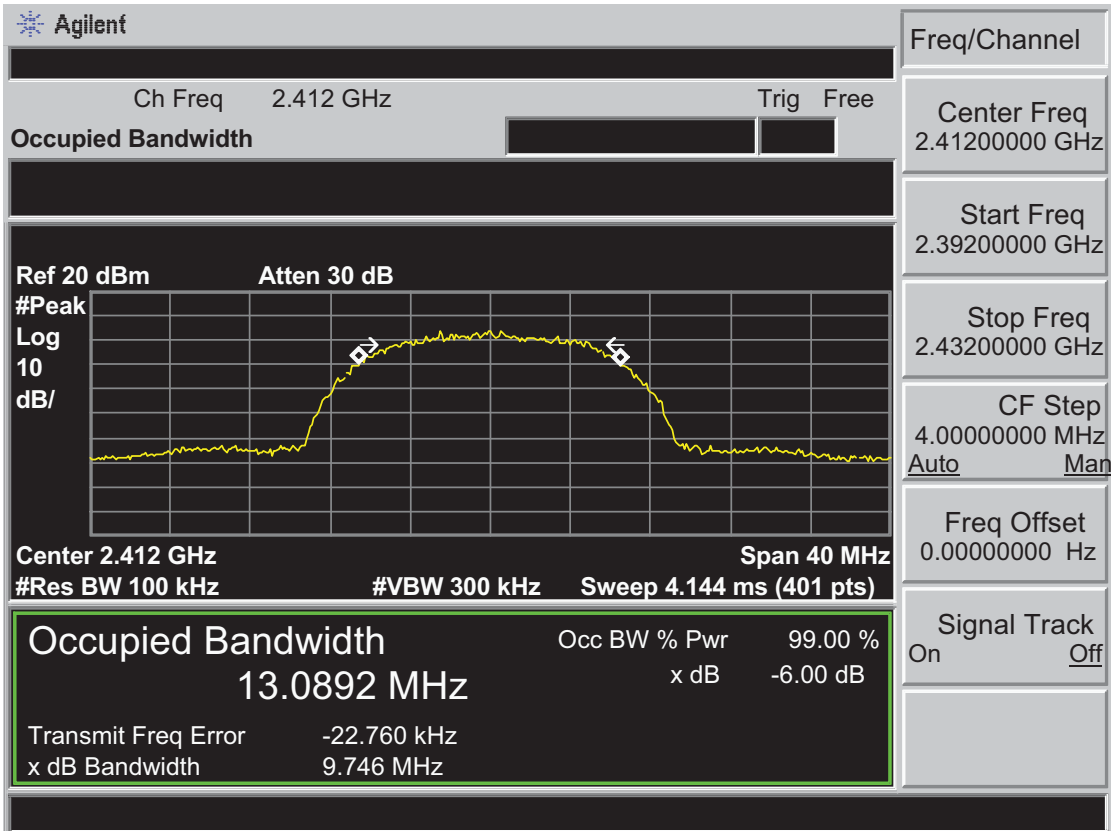 Agilent
Freq/Channel
Ch Freq 2.412 GHz Trig Free
Occupied Bandwidth
Center Freq
2.41200000 GHz
Start Freq
2.39200000 GHz
Stop Freq
2.43200000 GHz
CF Step
4.00000000 MHz
Auto Man
Freq Offset
0.00000000 Hz
Signal Track
On Off
Ref 20 dBm Atten 30 dB
#Peak
Log
10
dB/
Center 2.412 GHz Span 40 MHz
#Res BW 100 kHz #VBW 300 kHz Sweep 4.144 ms (401 pts)
Occupied Bandwidth
13.0892 MHz
Occ BW % Pwr 99.00 %
x dB -6.00 dB
Transmit Freq Error -22.760 kHz
x dB Bandwidth 9.746 MHz